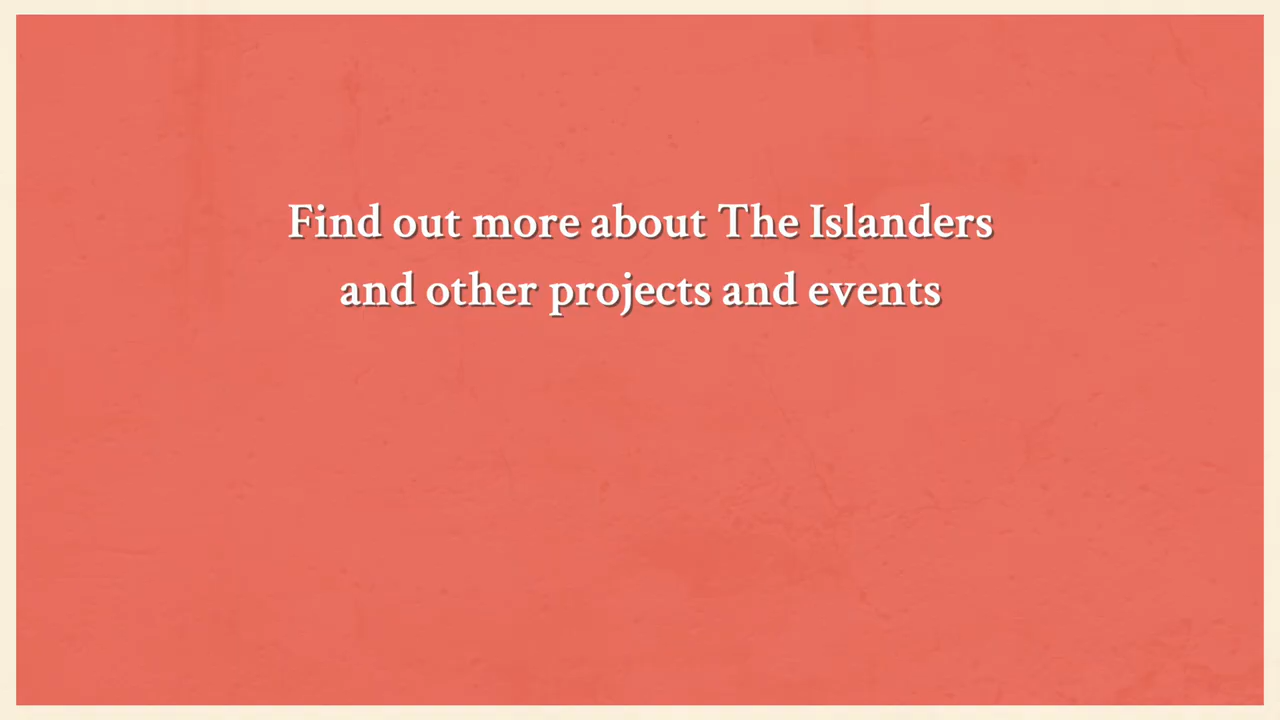 Find out more about The Islanders
and other projects and events